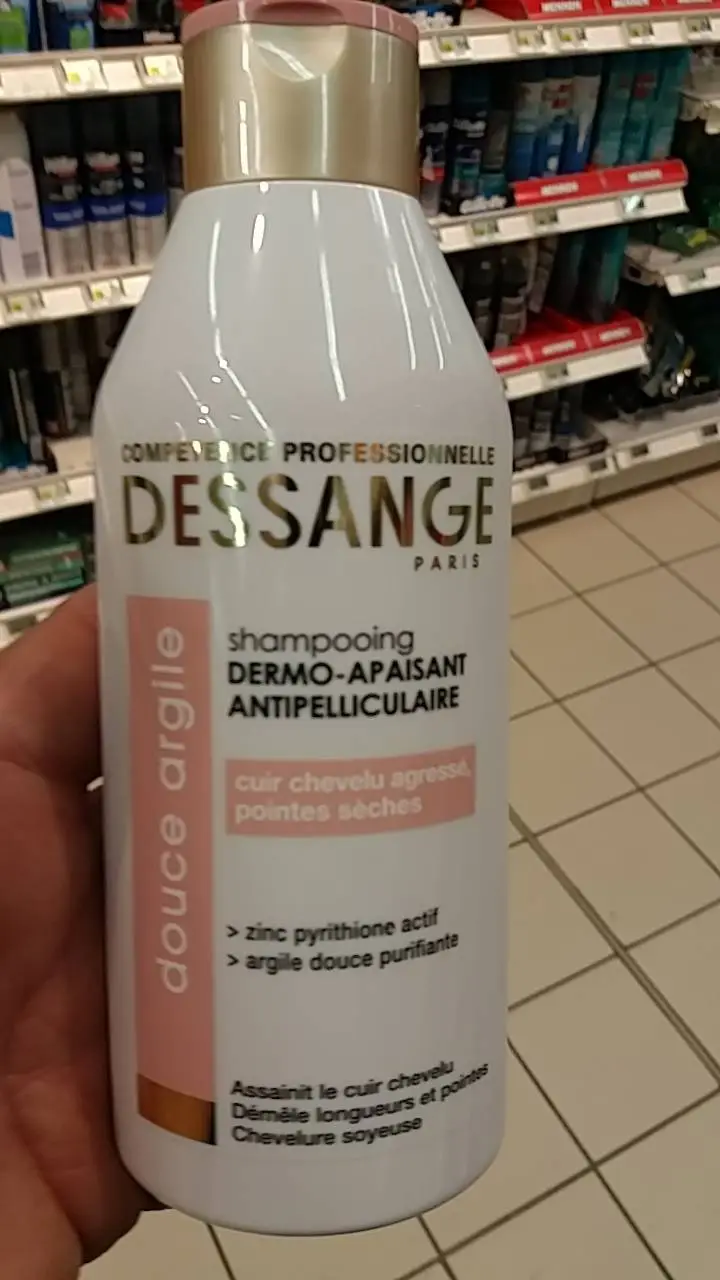 COMPETENCE PROFESSIONNELLE
DESSANGE
PARIS
douce argile
shampooing
DERMO-APAISANT
ANTIPELLICULAIRE
cuir chevelu agressé,
pointes sèches
> zinc pyrithione actif
> argile douce purifiante
Assainit le cuir chevelu
Démêle longueurs et pointes
Chevelure soyeuse